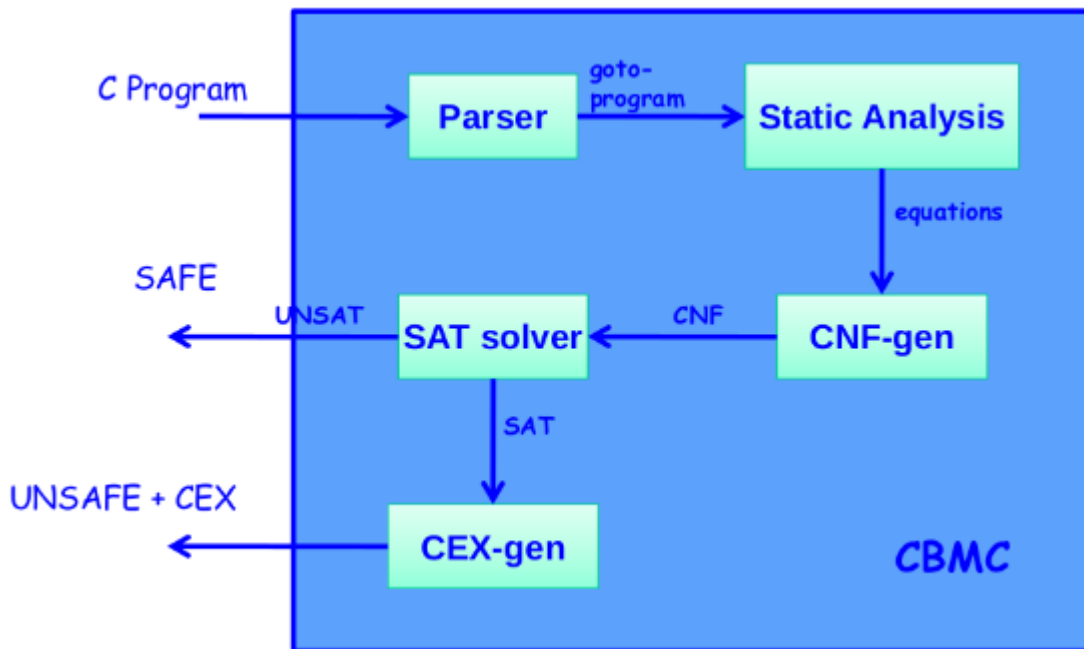 C Program
Parser
goto-
program
Static Analysis
equations
SAFE
UNSAT
SAT solver
CNF
CNF-gen
SAT
UNSAFE + CEX
CEX-gen
CBMC